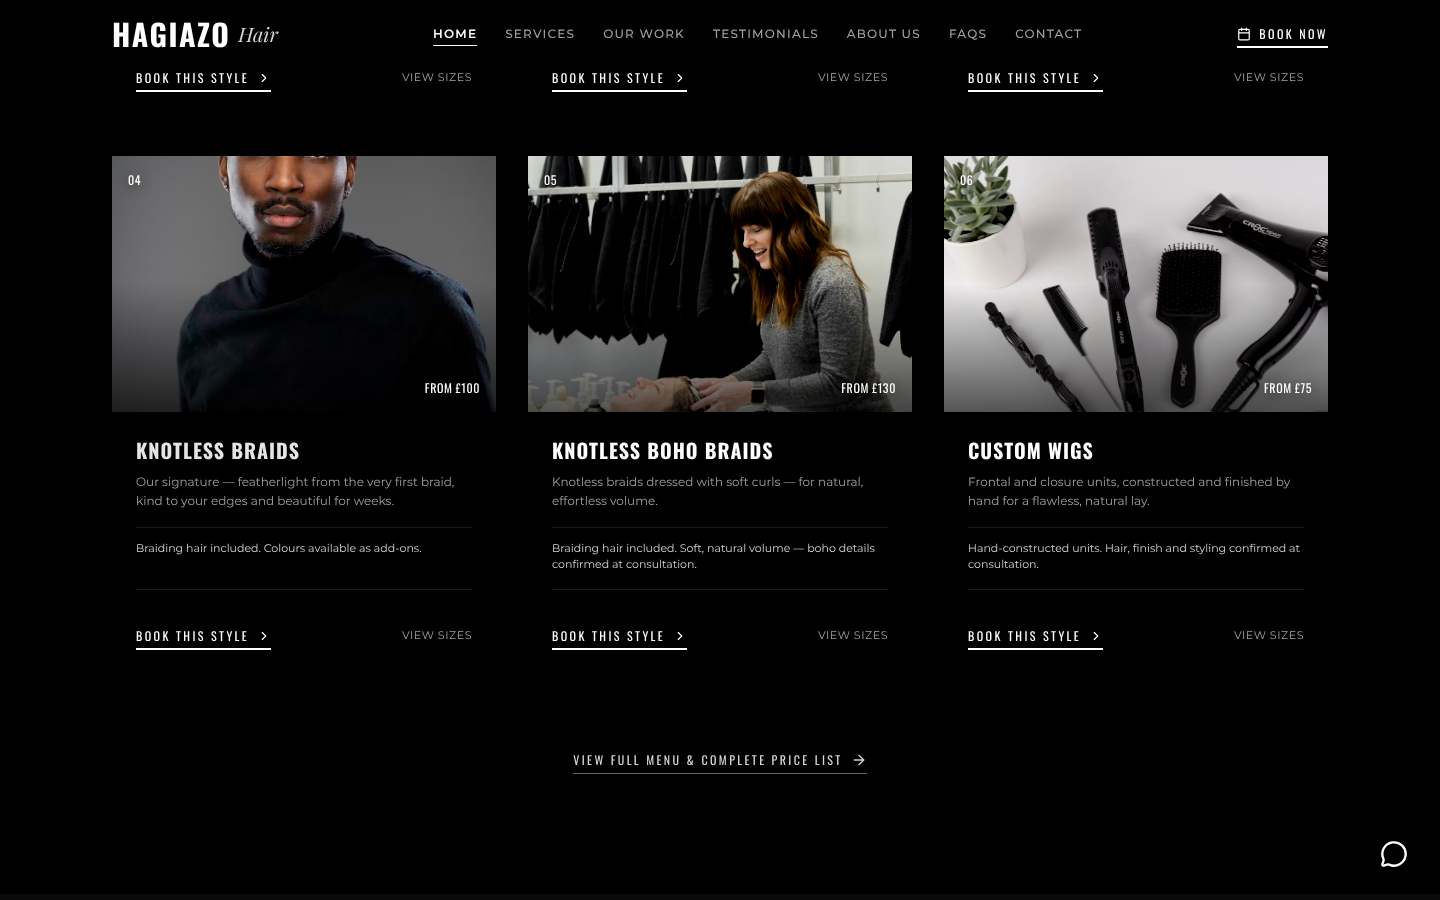 HAGIAZO Hair
HOME
SERVICES
OUR WORK
TESTIMONIALS
ABOUT US
FAQS
CONTACT
BOOK NOW
BOOK THIS STYLE
VIEW SIZES
BOOK THIS STYLE
VIEW SIZES
BOOK THIS STYLE
VIEW SIZES
04
FROM £100
KNOTLESS BRAIDS
Our signature — featherlight from the very first braid,
kind to your edges and beautiful for weeks.
Braiding hair included. Colours available as add-ons.
BOOK THIS STYLE
VIEW SIZES
05
FROM £130
KNOTLESS BOHO BRAIDS
Knotless braids dressed with soft curls — for natural,
effortless volume.
Braiding hair included. Soft, natural volume — boho details
confirmed at consultation.
BOOK THIS STYLE
VIEW SIZES
06
CROC
FROM £75
CUSTOM WIGS
Frontal and closure units, constructed and finished by
hand for a flawless, natural lay.
Hand-constructed units. Hair, finish and styling confirmed at
consultation.
BOOK THIS STYLE
VIEW SIZES
VIEW FULL MENU & COMPLETE PRICE LIST